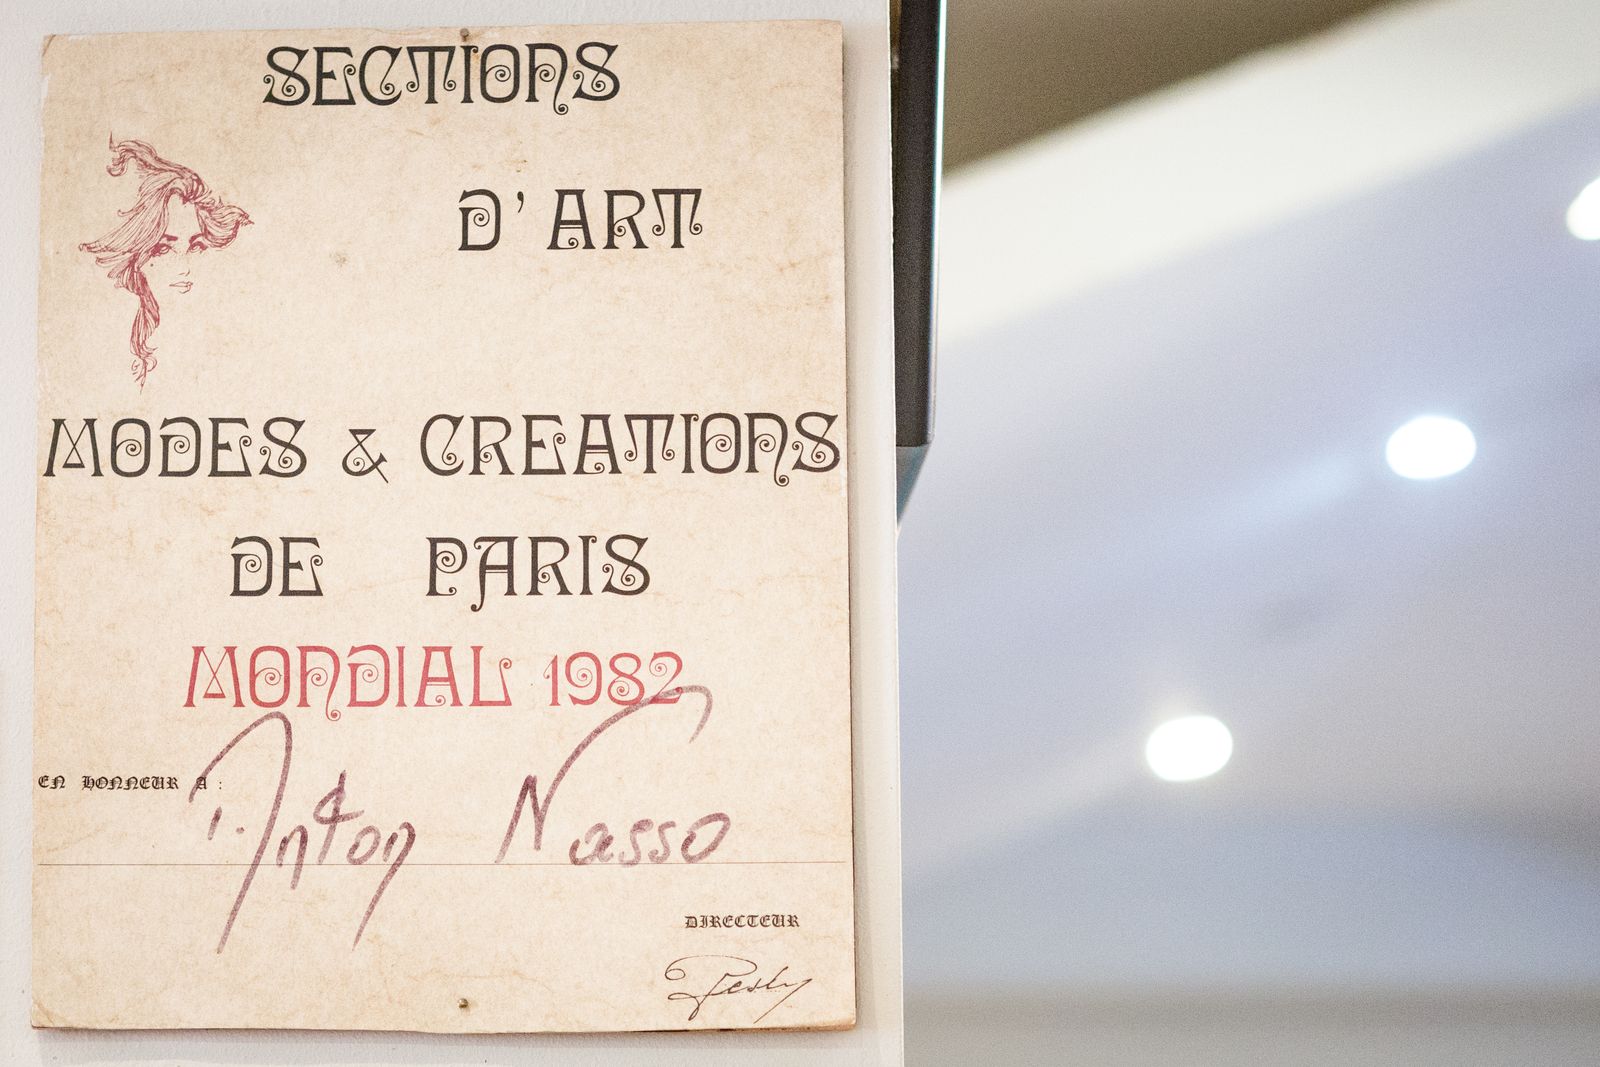 SECTIONS
D'ART
MODES & CREATIONS
DE PARIS
MONDIAL 1982
EN HONNEUR A :
Anton Nasso
DIRECTEUR